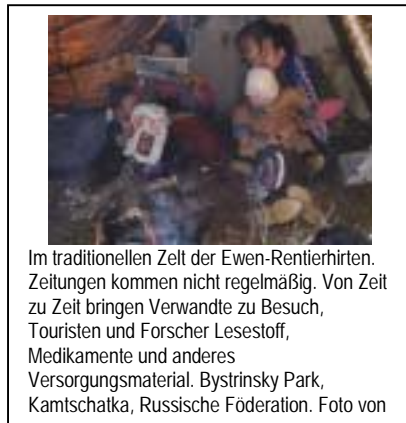 Im traditionellen Zelt der Ewen-Rentierhirten.
Zeitungen kommen nicht regelmäßig. Von Zeit
zu Zeit bringen Verwandte zu Besuch,
Touristen und Forscher Lesestoff,
Medikamente und anderes
Versorgungsmaterial. Bystrinsky Park,
Kamtschatka, Russische Föderation. Foto von